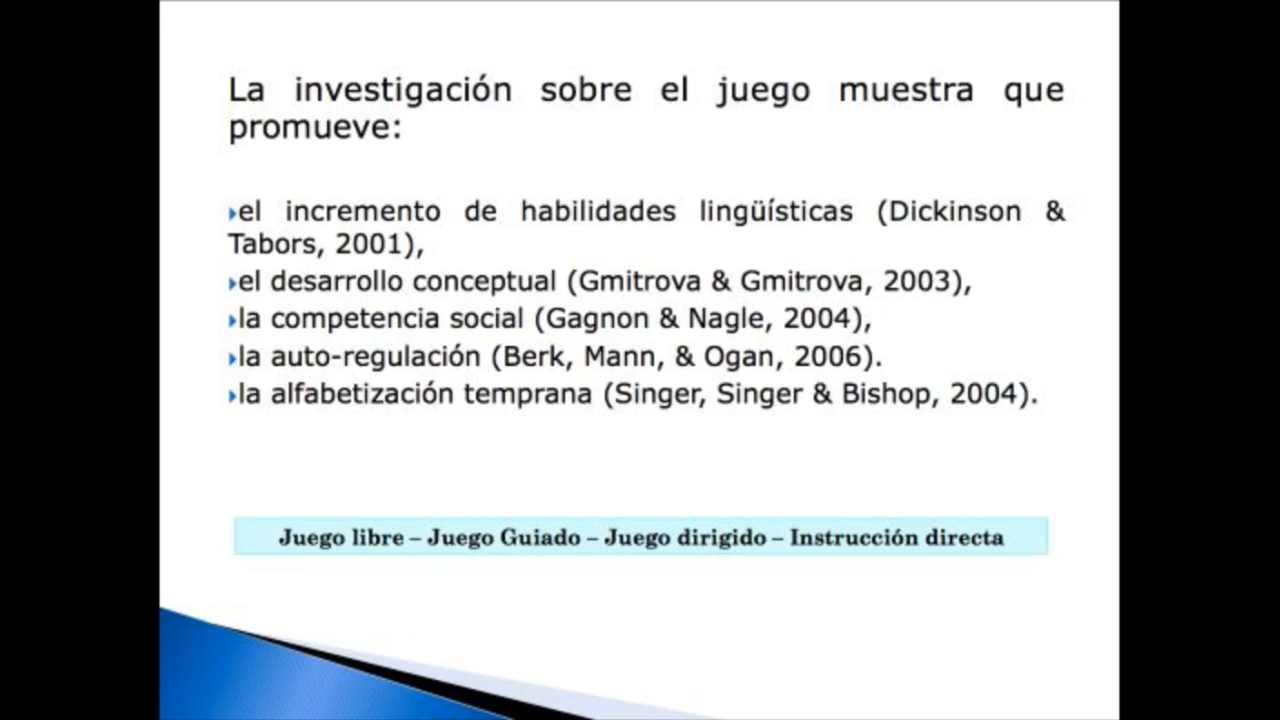 La investigación sobre el juego muestra que
promueve:
el incremento de habilidades lingüísticas (Dickinson &
Tabors, 2001),
el desarrollo conceptual (Gmitrova & Gmitrova, 2003),
la competencia social (Gagnon & Nagle, 2004),
la auto-regulación (Berk, Mann, & Ogan, 2006).
la alfabetización temprana (Singer, Singer & Bishop, 2004).
Juego libre – Juego Guiado – Juego dirigido – Instrucción directa